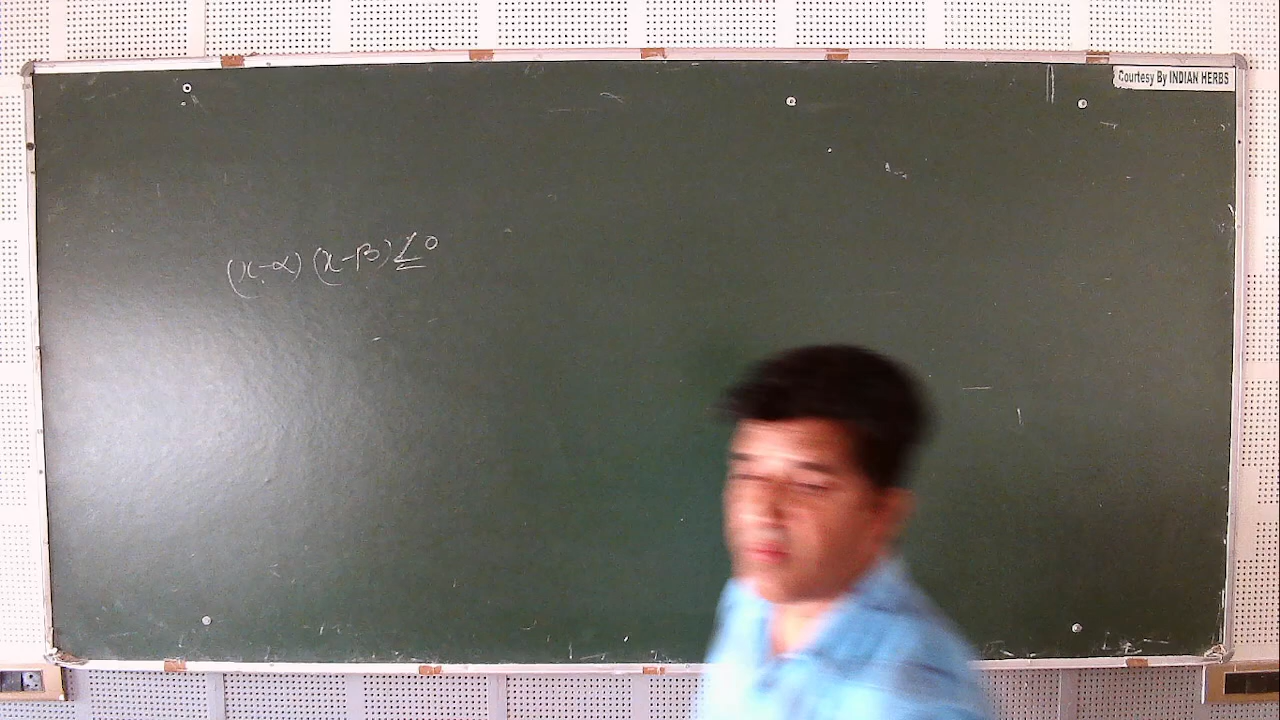 Courtesy By INDIAN HERBS
(x-α) (x-β) ≤ 0